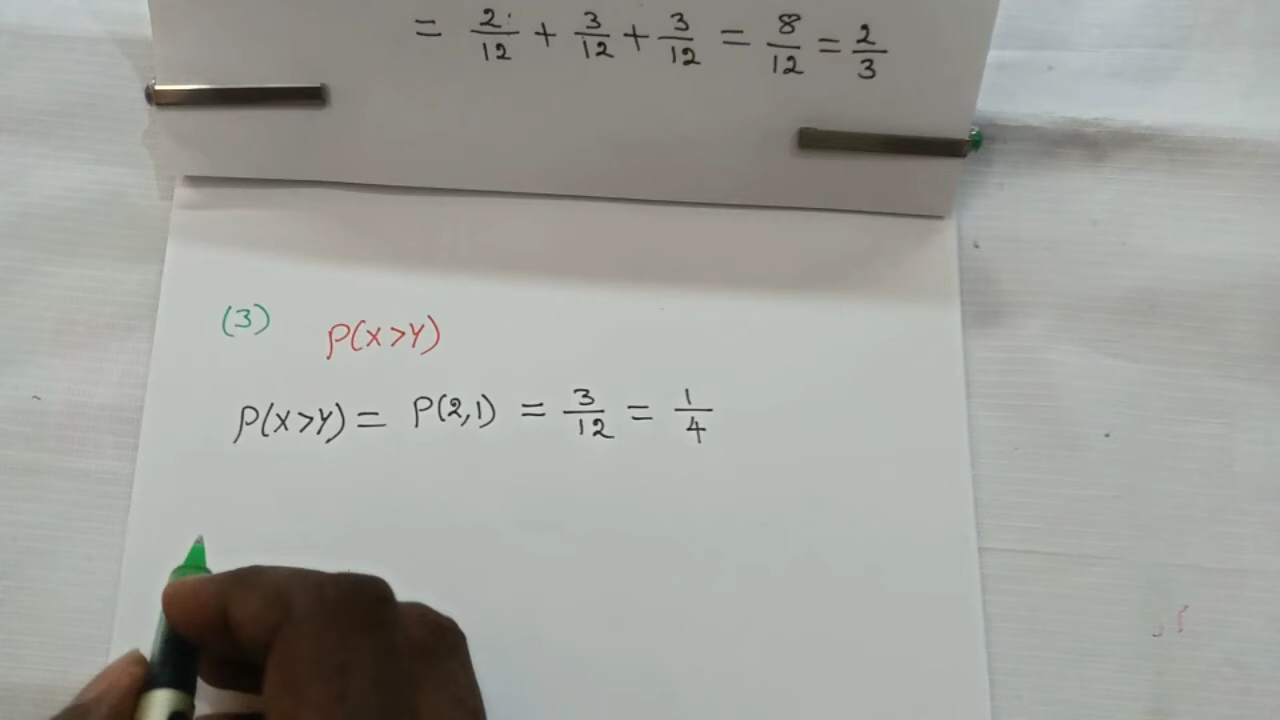 = 2/12 + 3/12 + 3/12 = 8/12 = 2/3
(3) P(X>Y)
P(X>Y) = P(2,1) = 3/12 = 1/4